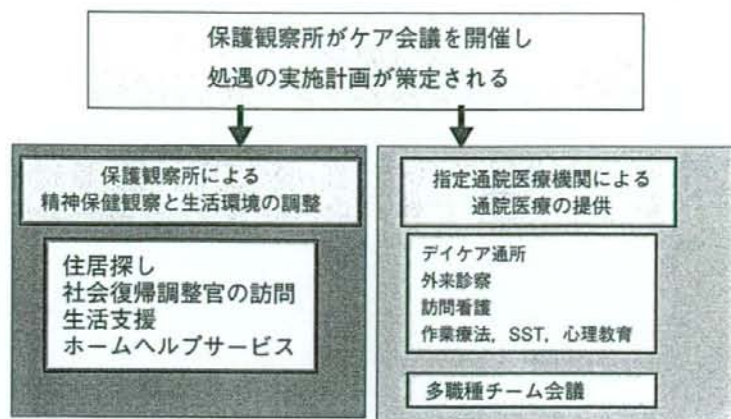 保護観察所がケア会議を開催し
処遇の実施計画が策定される
保護観察所による
精神保健観察と生活環境の調整
住居探し
社会復帰調整官の訪問
生活支援
ホームヘルプサービス
指定通院医療機関による
通院医療の提供
デイケア通所
外来診察
訪問看護
作業療法，SST，心理教育
多職種チーム会議